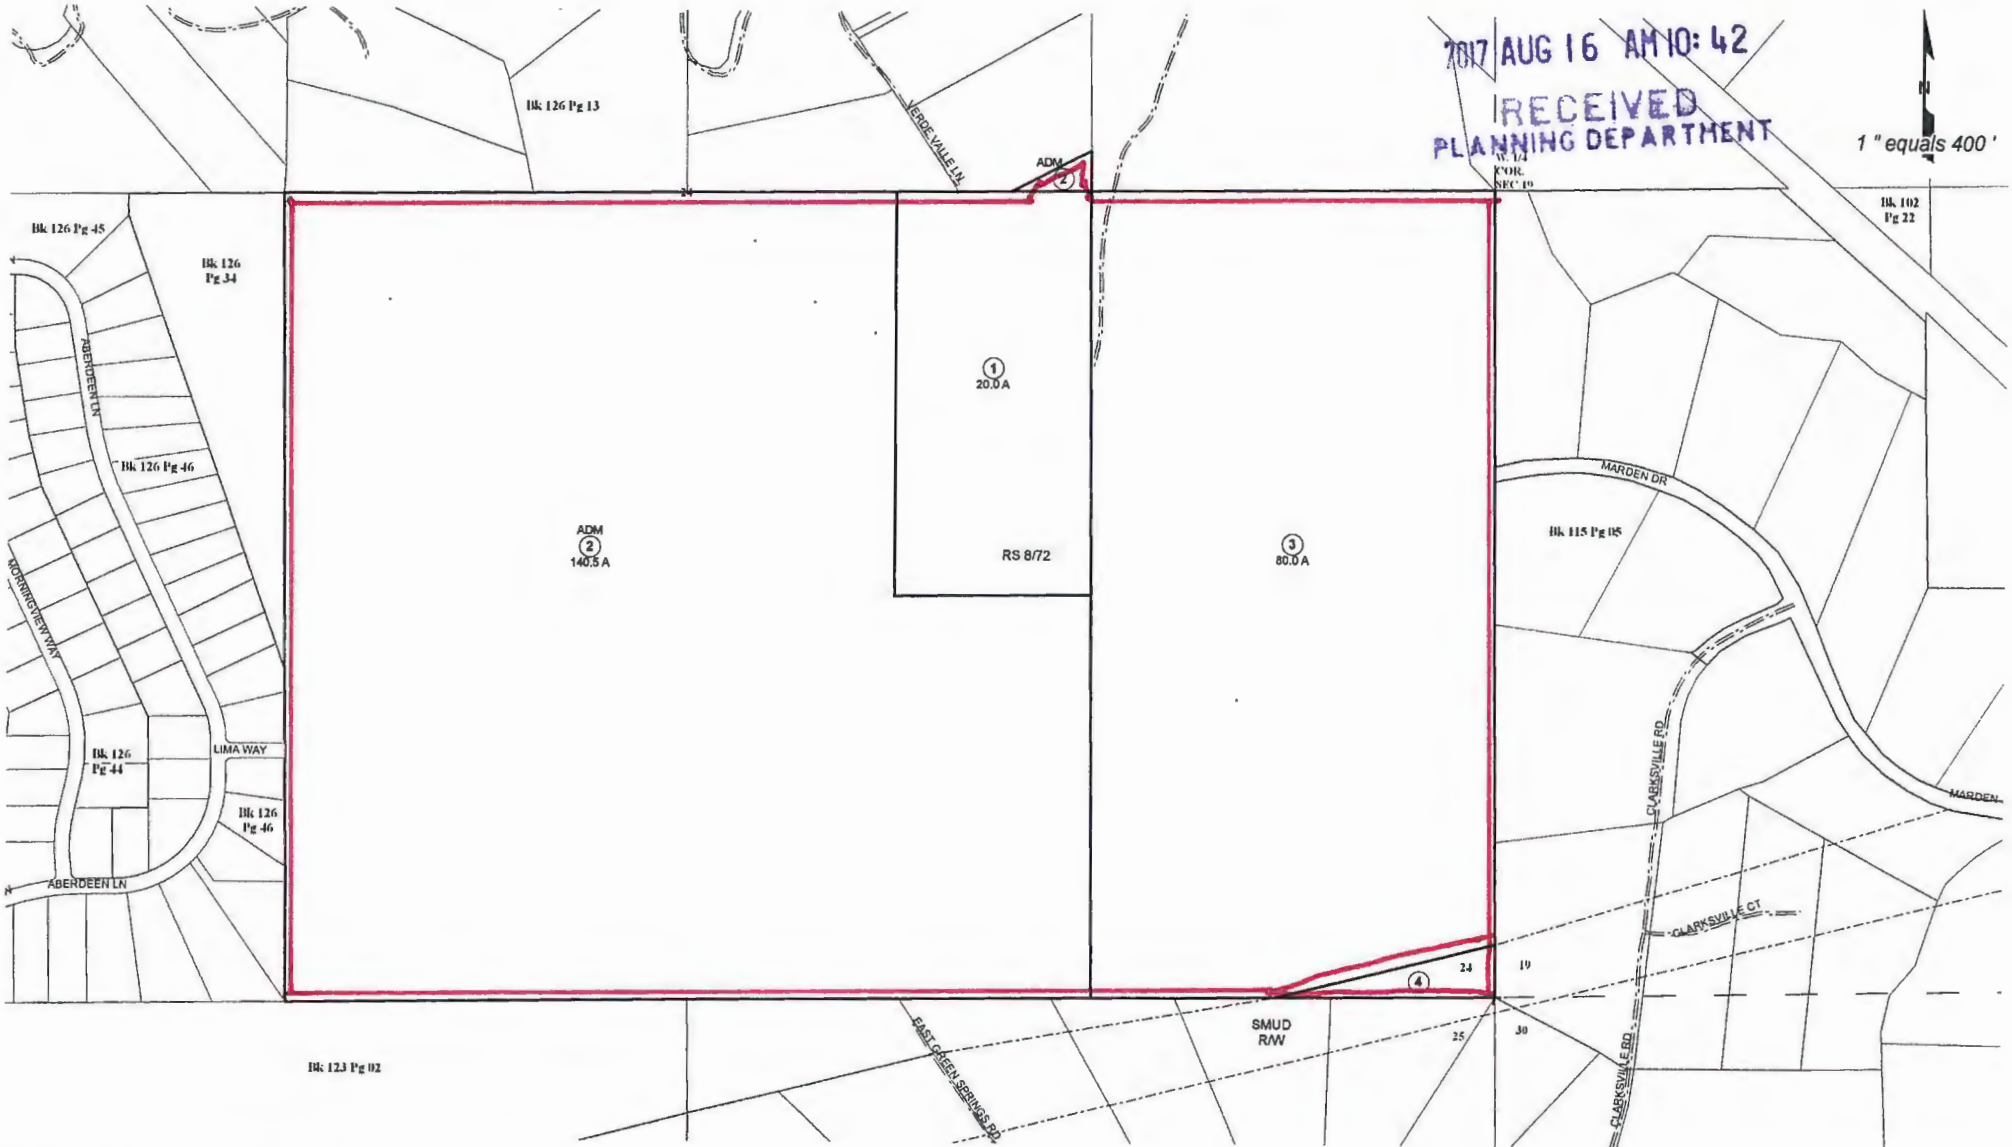 2017 AUG 16 AM 10: 42
RECEIVED
PLANNING DEPARTMENT
N
1 " equals 400 '
W. 1/4
COR.
SEC 19
Bk 102
Pg 22
Bk 126 Pg 13
VERDE VALLE LN
ADM
2
24
Bk 126 Pg 45
Bk 126
Pg 34
ABERDEEN LN
Bk 126 Pg 46
1
20.0 A
ADM
2
140.5 A
RS 8/72
3
80.0 A
MARDEN DR
Bk 115 Pg 05
MORNINGVIEW WAY
LIMA WAY
Bk 126
Pg 44
Bk 126
Pg 46
CLARKSVILLE RD
MARDEN
ABERDEEN LN
CLARKSVILLE CT
24
19
4
SMUD
R/W
25
30
EAST GREEN SPRINGS RD
CLARKSVILLE RD
Bk 123 Pg 02